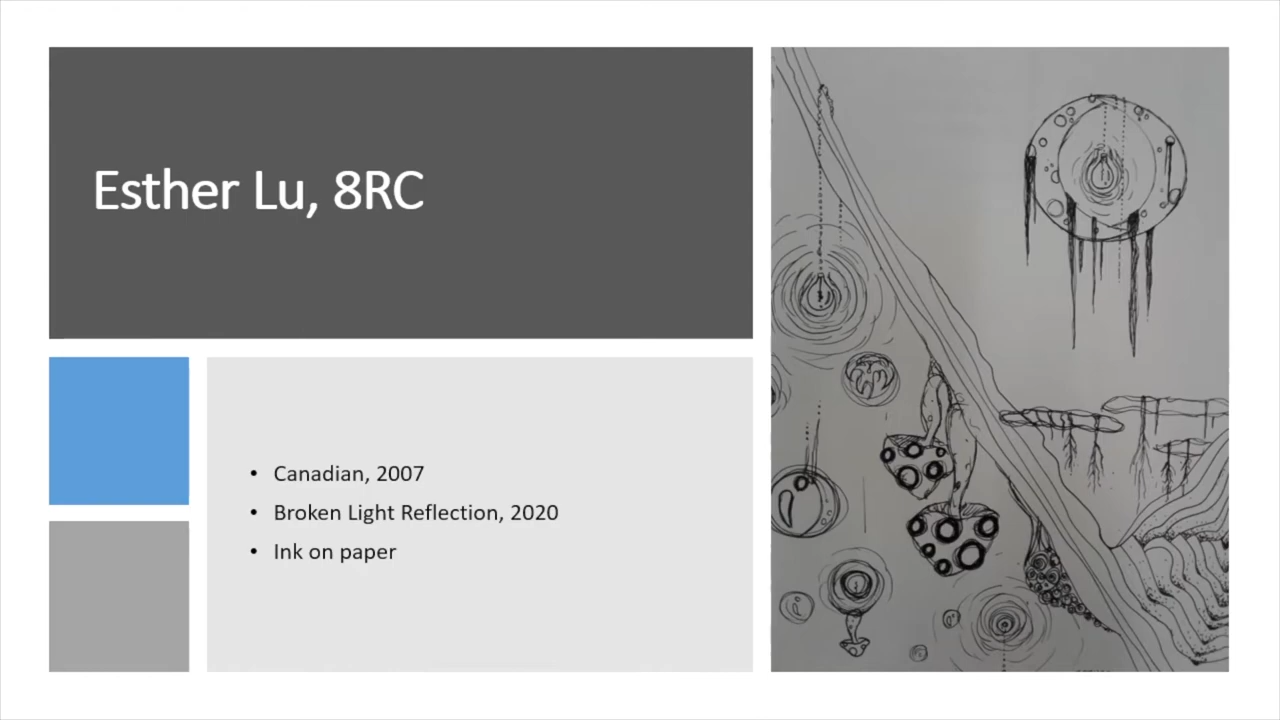 Esther Lu, 8RC
• Canadian, 2007
• Broken Light Reflection, 2020
• Ink on paper